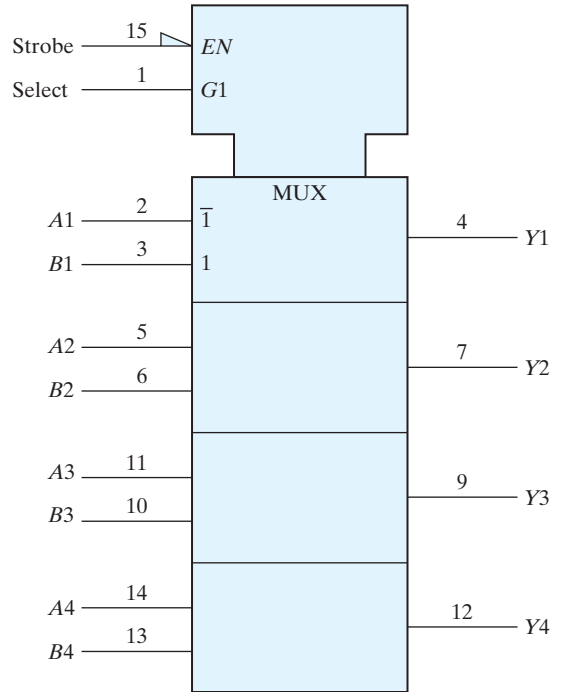 Strobe 15 EN
Select 1 G1
MUX
A1 2 1̅ 4 Y1
B1 3 1
A2 5 7 Y2
B2 6
A3 11 9 Y3
B3 10
A4 14 12 Y4
B4 13